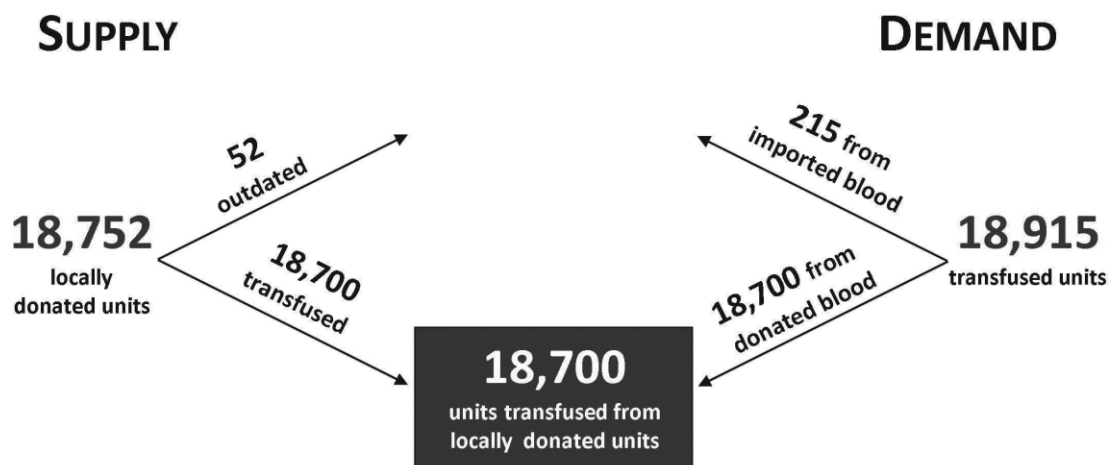 SUPPLY
DEMAND
52
outdated
215 from
imported blood
18,752
locally
donated units
18,915
transfused units
18,700
transfused
18,700 from
donated blood
18,700
units transfused from
locally donated units